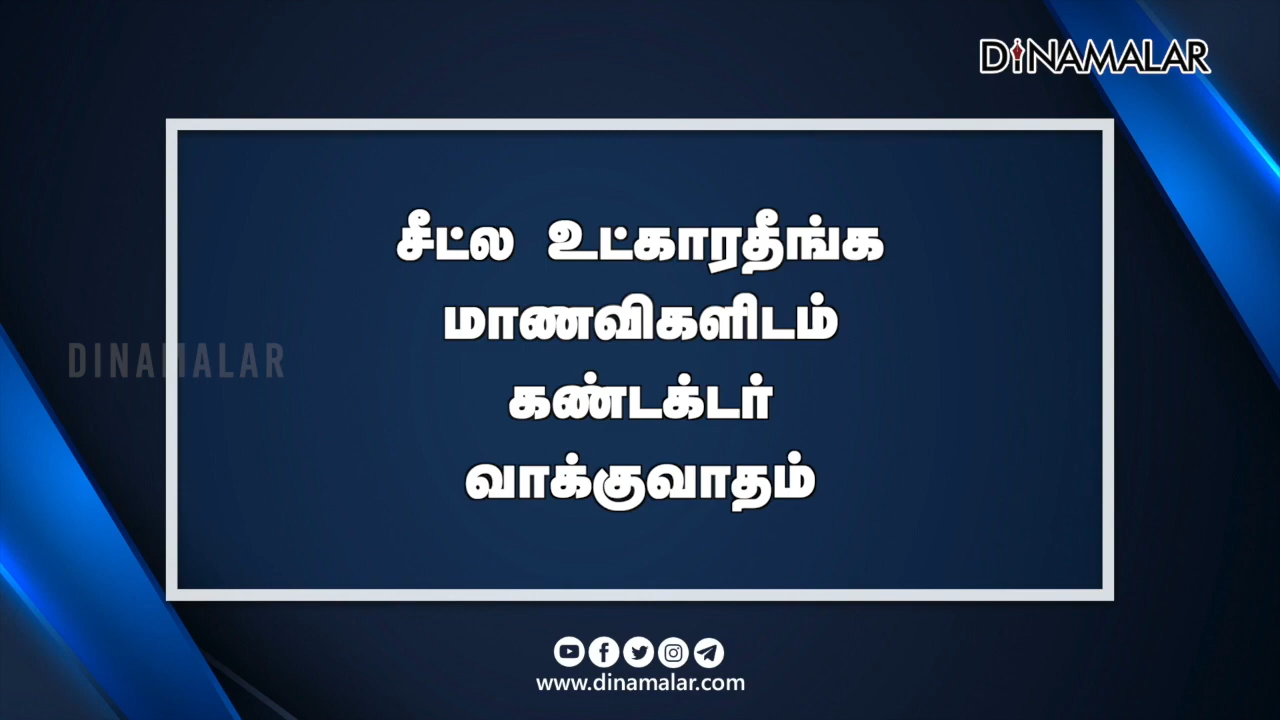 DINAMALAR
சீட்ல உட்காரதீங்க
மாணவிகளிடம்
DINAMALAR
கண்டக்டர்
வாக்குவாதம்
www.dinamalar.com